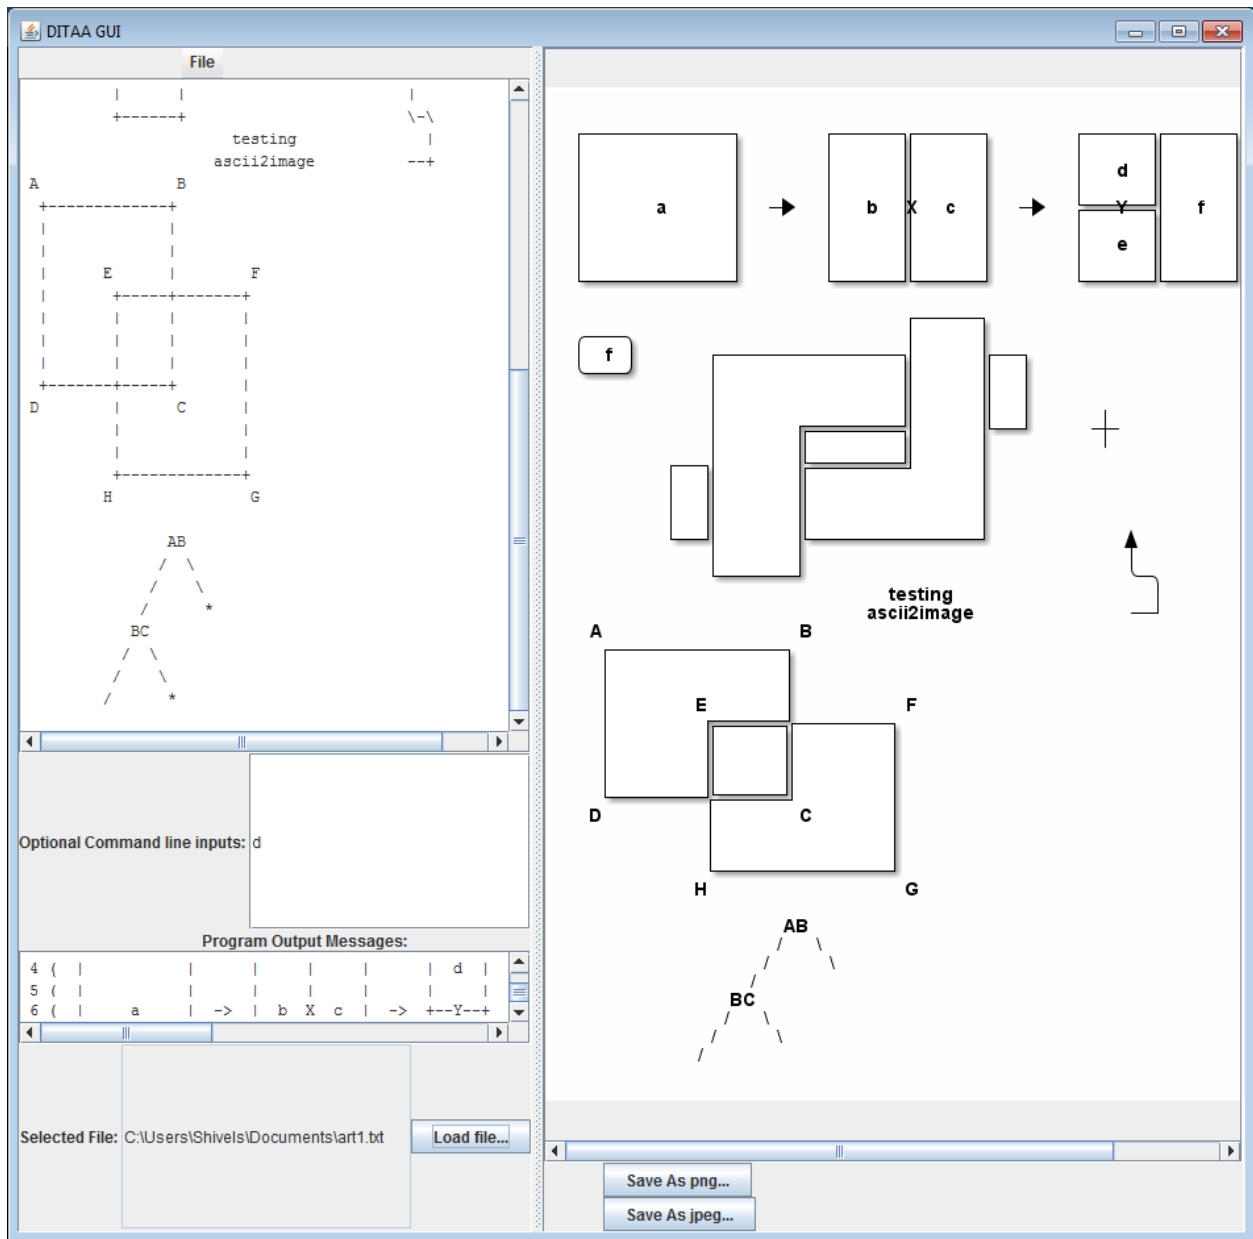 DITAA GUI
File
|      |                        |
+------+                        \-\
testing                |
ascii2image          --+
A               B
+-------------+
|             |
|             |
|      E      |        F
|       +-----+-------+
|       |     |       |
|       |     |       |
|       |     |       |
|       |     |       |
+-------+-----+       |
D        |      C      |
|             |
|             |
+-------------+
H               G
AB
/  \
/    \
/      *
BC
/  \
/    \
/      *
Optional Command line inputs: d
Program Output Messages:
4 (  |           |      |     |     |      |  d  |
5 (  |           |      |     |     |      |     |
6 (  |     a     |  ->  |  b  X  c  |  ->  +--Y--+
Selected File: C:\Users\Shivels\Documents\art1.txt Load file...
a b X c d Y e f
f
testing
ascii2image
A B
E F
D C
H G
AB
/ \
/ \
/
BC
/ \
/ \
/
Save As png...
Save As jpeg...